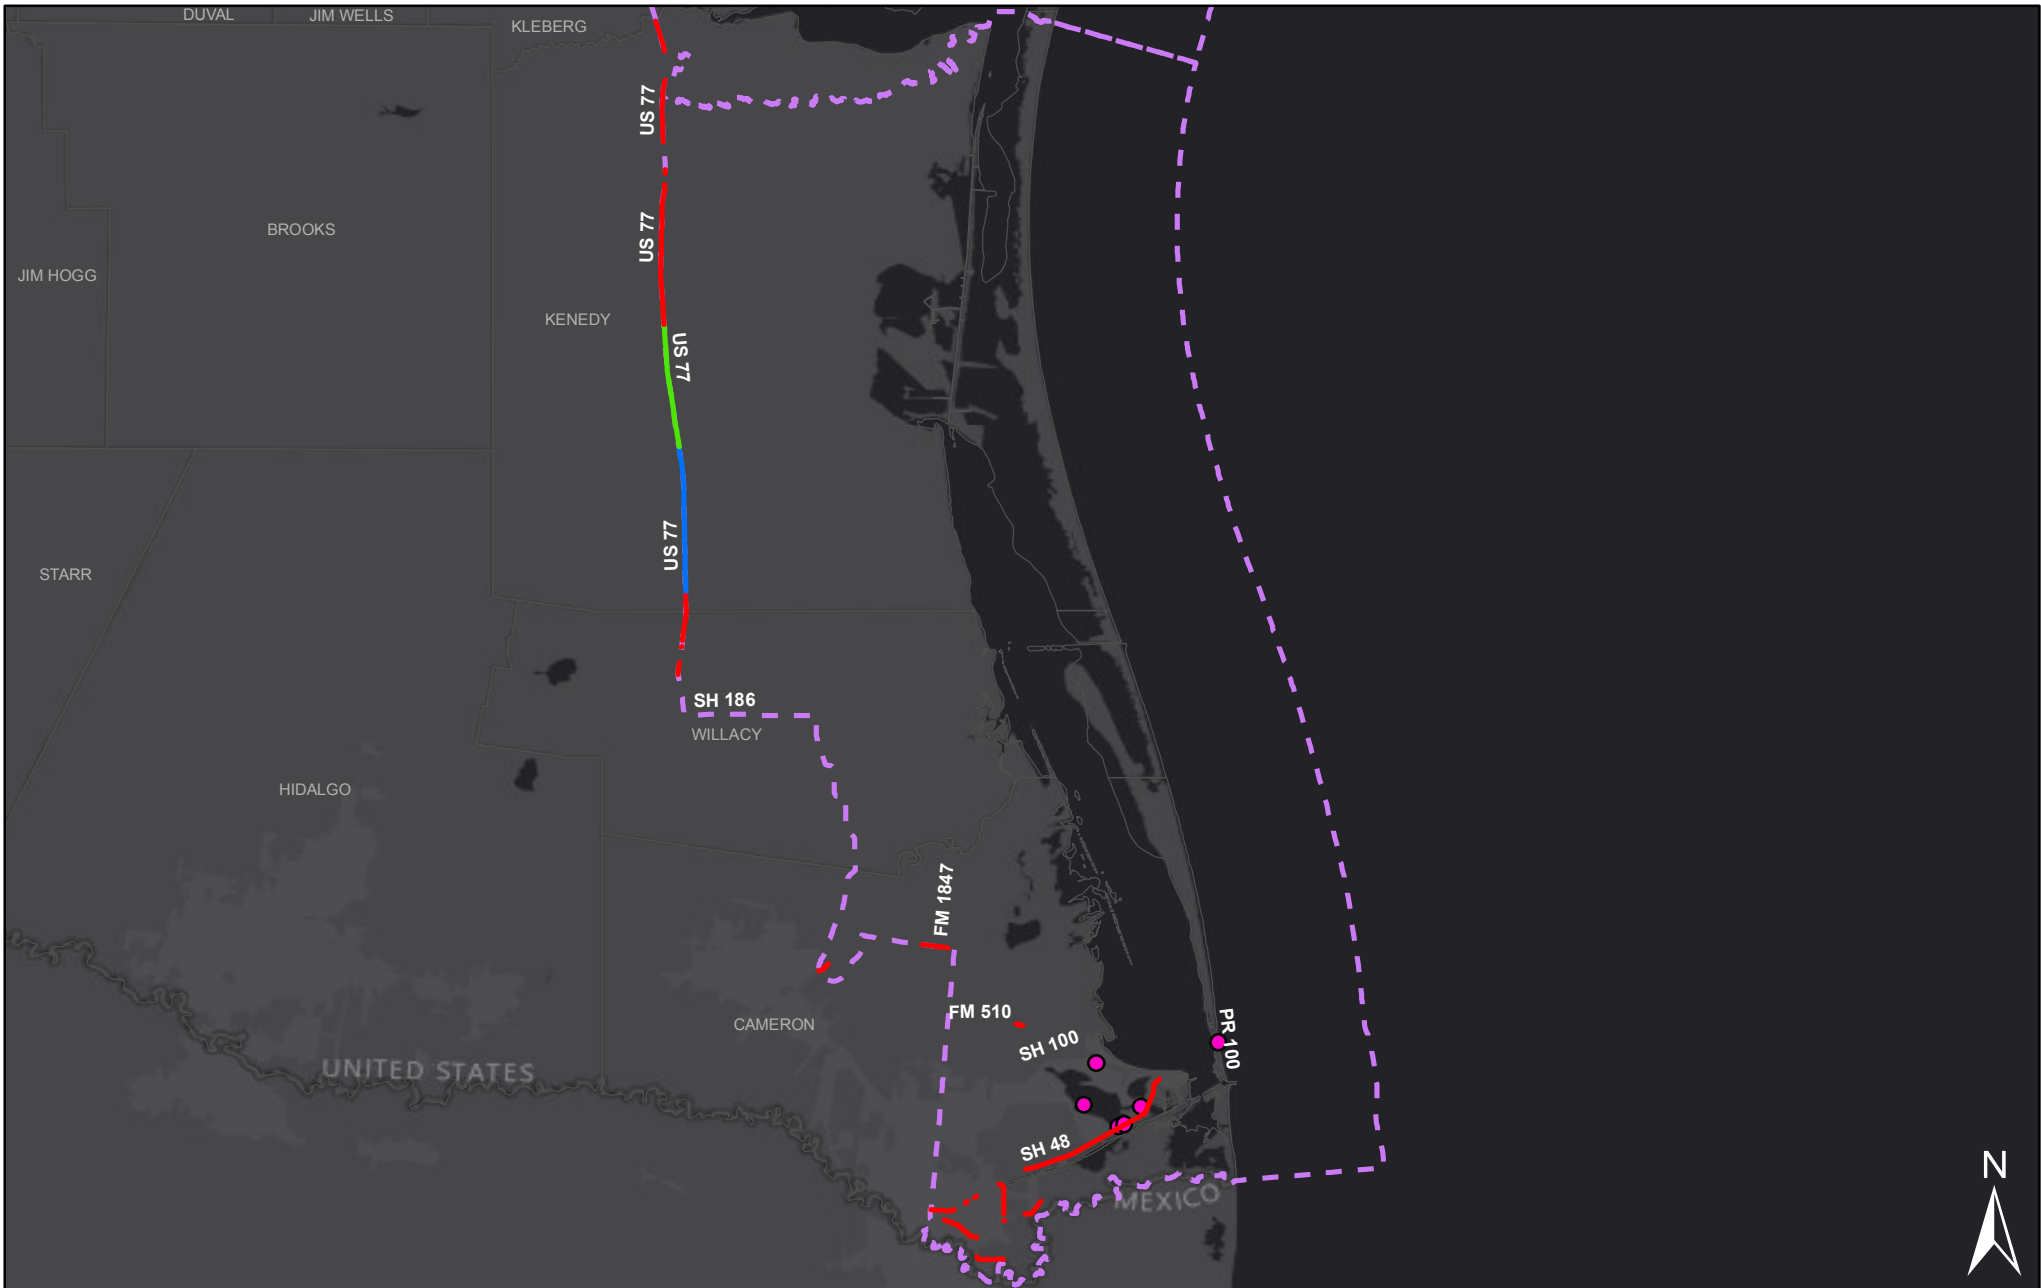 DUVAL
JIM WELLS
KLEBERG
US 77
BROOKS
US 77
JIM HOGG
KENEDY
US 77
US 77
STARR
SH 186
WILLACY
HIDALGO
FM 1847
FM 510
CAMERON
SH 100
PR 100
UNITED STATES
SH 48
MEXICO
N